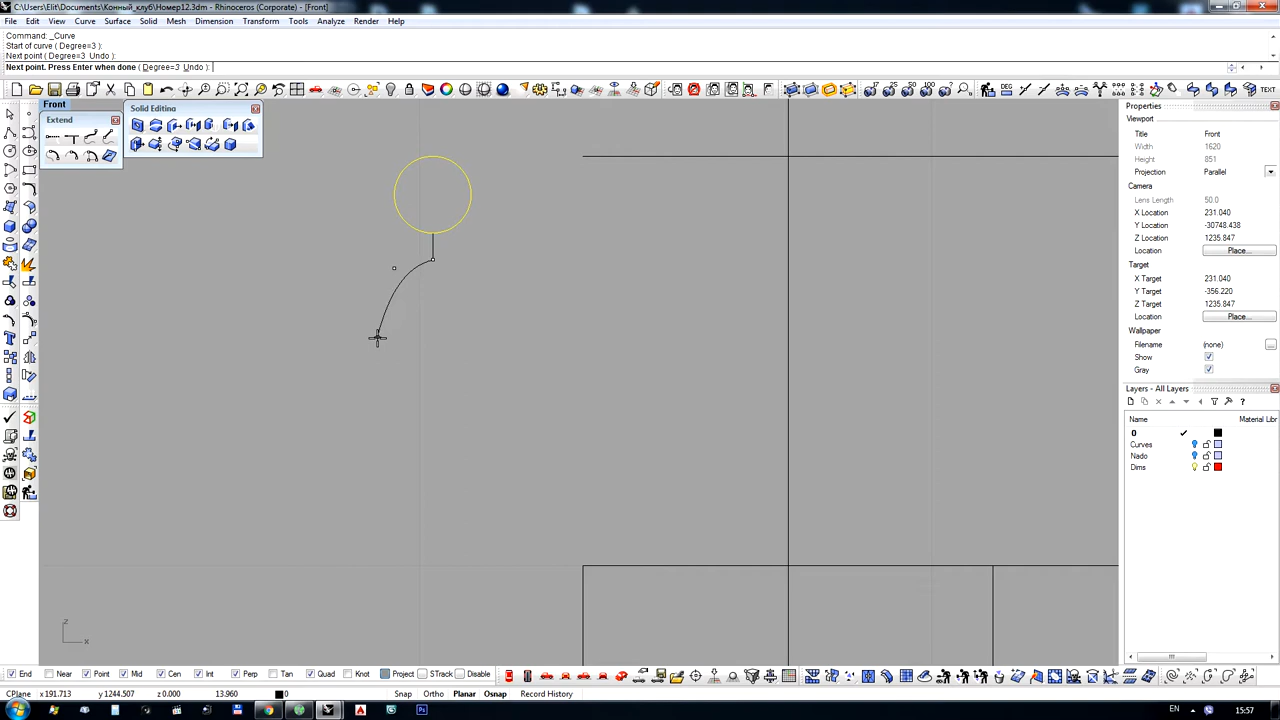 C:\Users\Elit\Documents\Конный_клуб\Номер12.3dm - Rhinoceros (Corporate) - [Front]
File Edit View Curve Surface Solid Mesh Dimension Transform Tools Analyze Render Help
Command: _Curve
Start of curve ( Degree=3 ):
Next point ( Degree=3 Undo ):
Next point. Press Enter when done ( Degree=3 Undo ):
TEXT
Front
Extend
Solid Editing
Properties
Viewport
Title Front
Width 1620
Height 851
Projection Parallel
Camera
Lens Length 50.0
X Location 231.040
Y Location -30748.438
Z Location 1235.847
Location Place...
Target
X Target 231.040
Y Target -356.220
Z Target 1235.847
Location Place...
Wallpaper
Filename (none) ...
Show
Gray
Layers - All Layers
Name Material Libr
0
Curves
Nado
Dims
z
x
End Near Point Mid Cen Int Perp Tan Quad Knot Project STrack Disable
CPlane x191.713 y1244.507 z0.000 13.960 0 Snap Ortho Planar Osnap Record History
EN 15:57